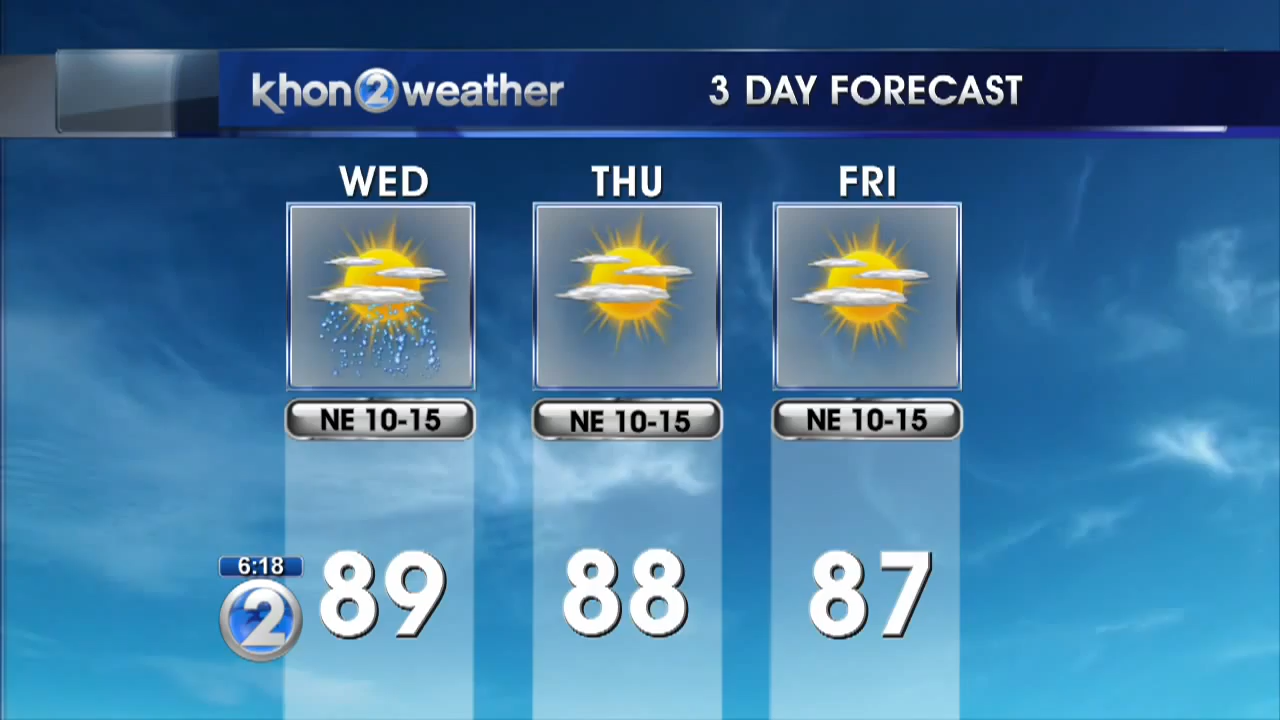 khon2weather
3 DAY FORECAST
WED
THU
FRI
NE 10-15
NE 10-15
NE 10-15
6:18
2
89
88
87